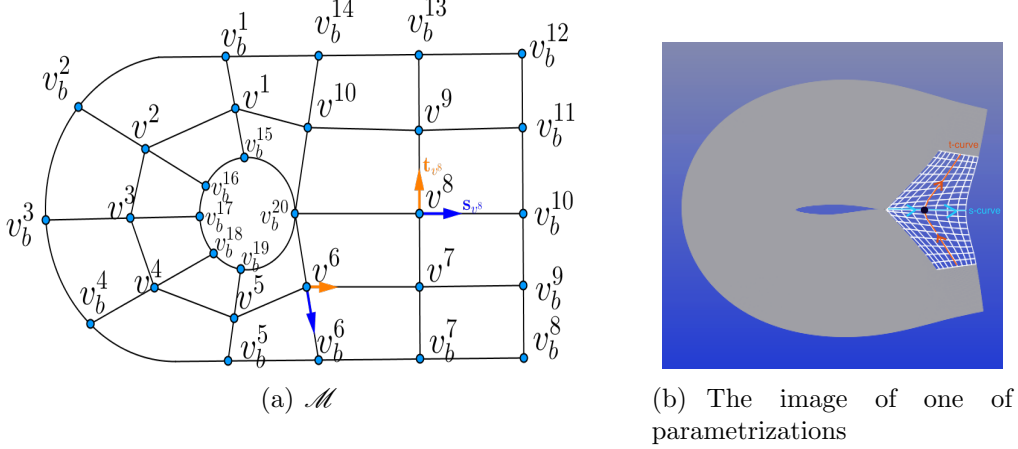 v_b^{14}
v_b^{13}
v_b^1
v_b^{12}
v_b^2
v^1
v^{10}
v^9
v_b^{11}
v^2
v_b^{15}
t_{v^8}
t-curve
v_b^{16}
v^8
s_{v^8}
v_b^3
v^3
v_b^{17}
v_b^{20}
v_b^{10}
s-curve
v_b^{18}
v_b^{19}
v_b^4
v^4
v^5
v^6
v^7
v_b^9
v_b^5
v_b^6
v_b^7
v_b^8
(a) ℳ
(b) The image of one of
parametrizations